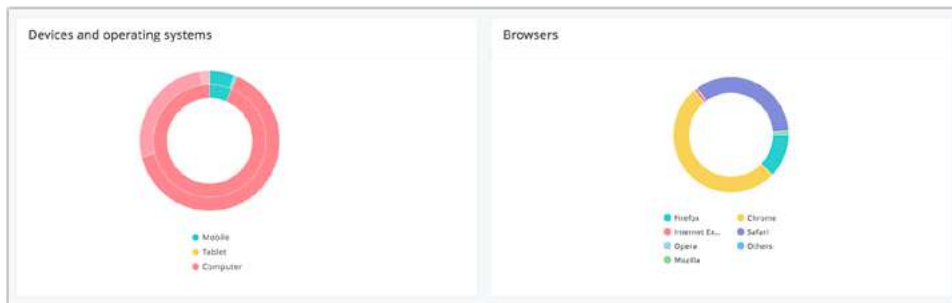 Devices and operating systems
Mobile
Tablet
Computer
Browsers
Firefox
Chrome
Internet Ex...
Safari
Opera
Others
Mozilla